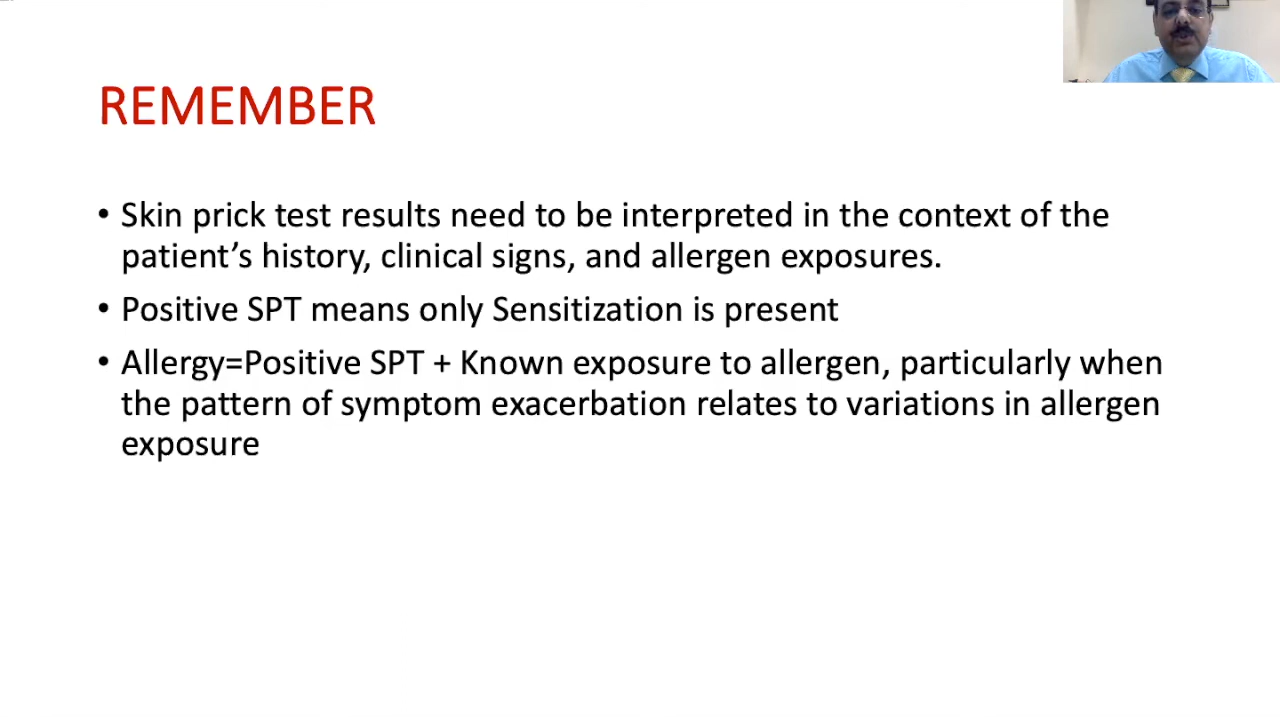 REMEMBER
• Skin prick test results need to be interpreted in the context of the
patient’s history, clinical signs, and allergen exposures.
• Positive SPT means only Sensitization is present
• Allergy=Positive SPT + Known exposure to allergen, particularly when
the pattern of symptom exacerbation relates to variations in allergen
exposure